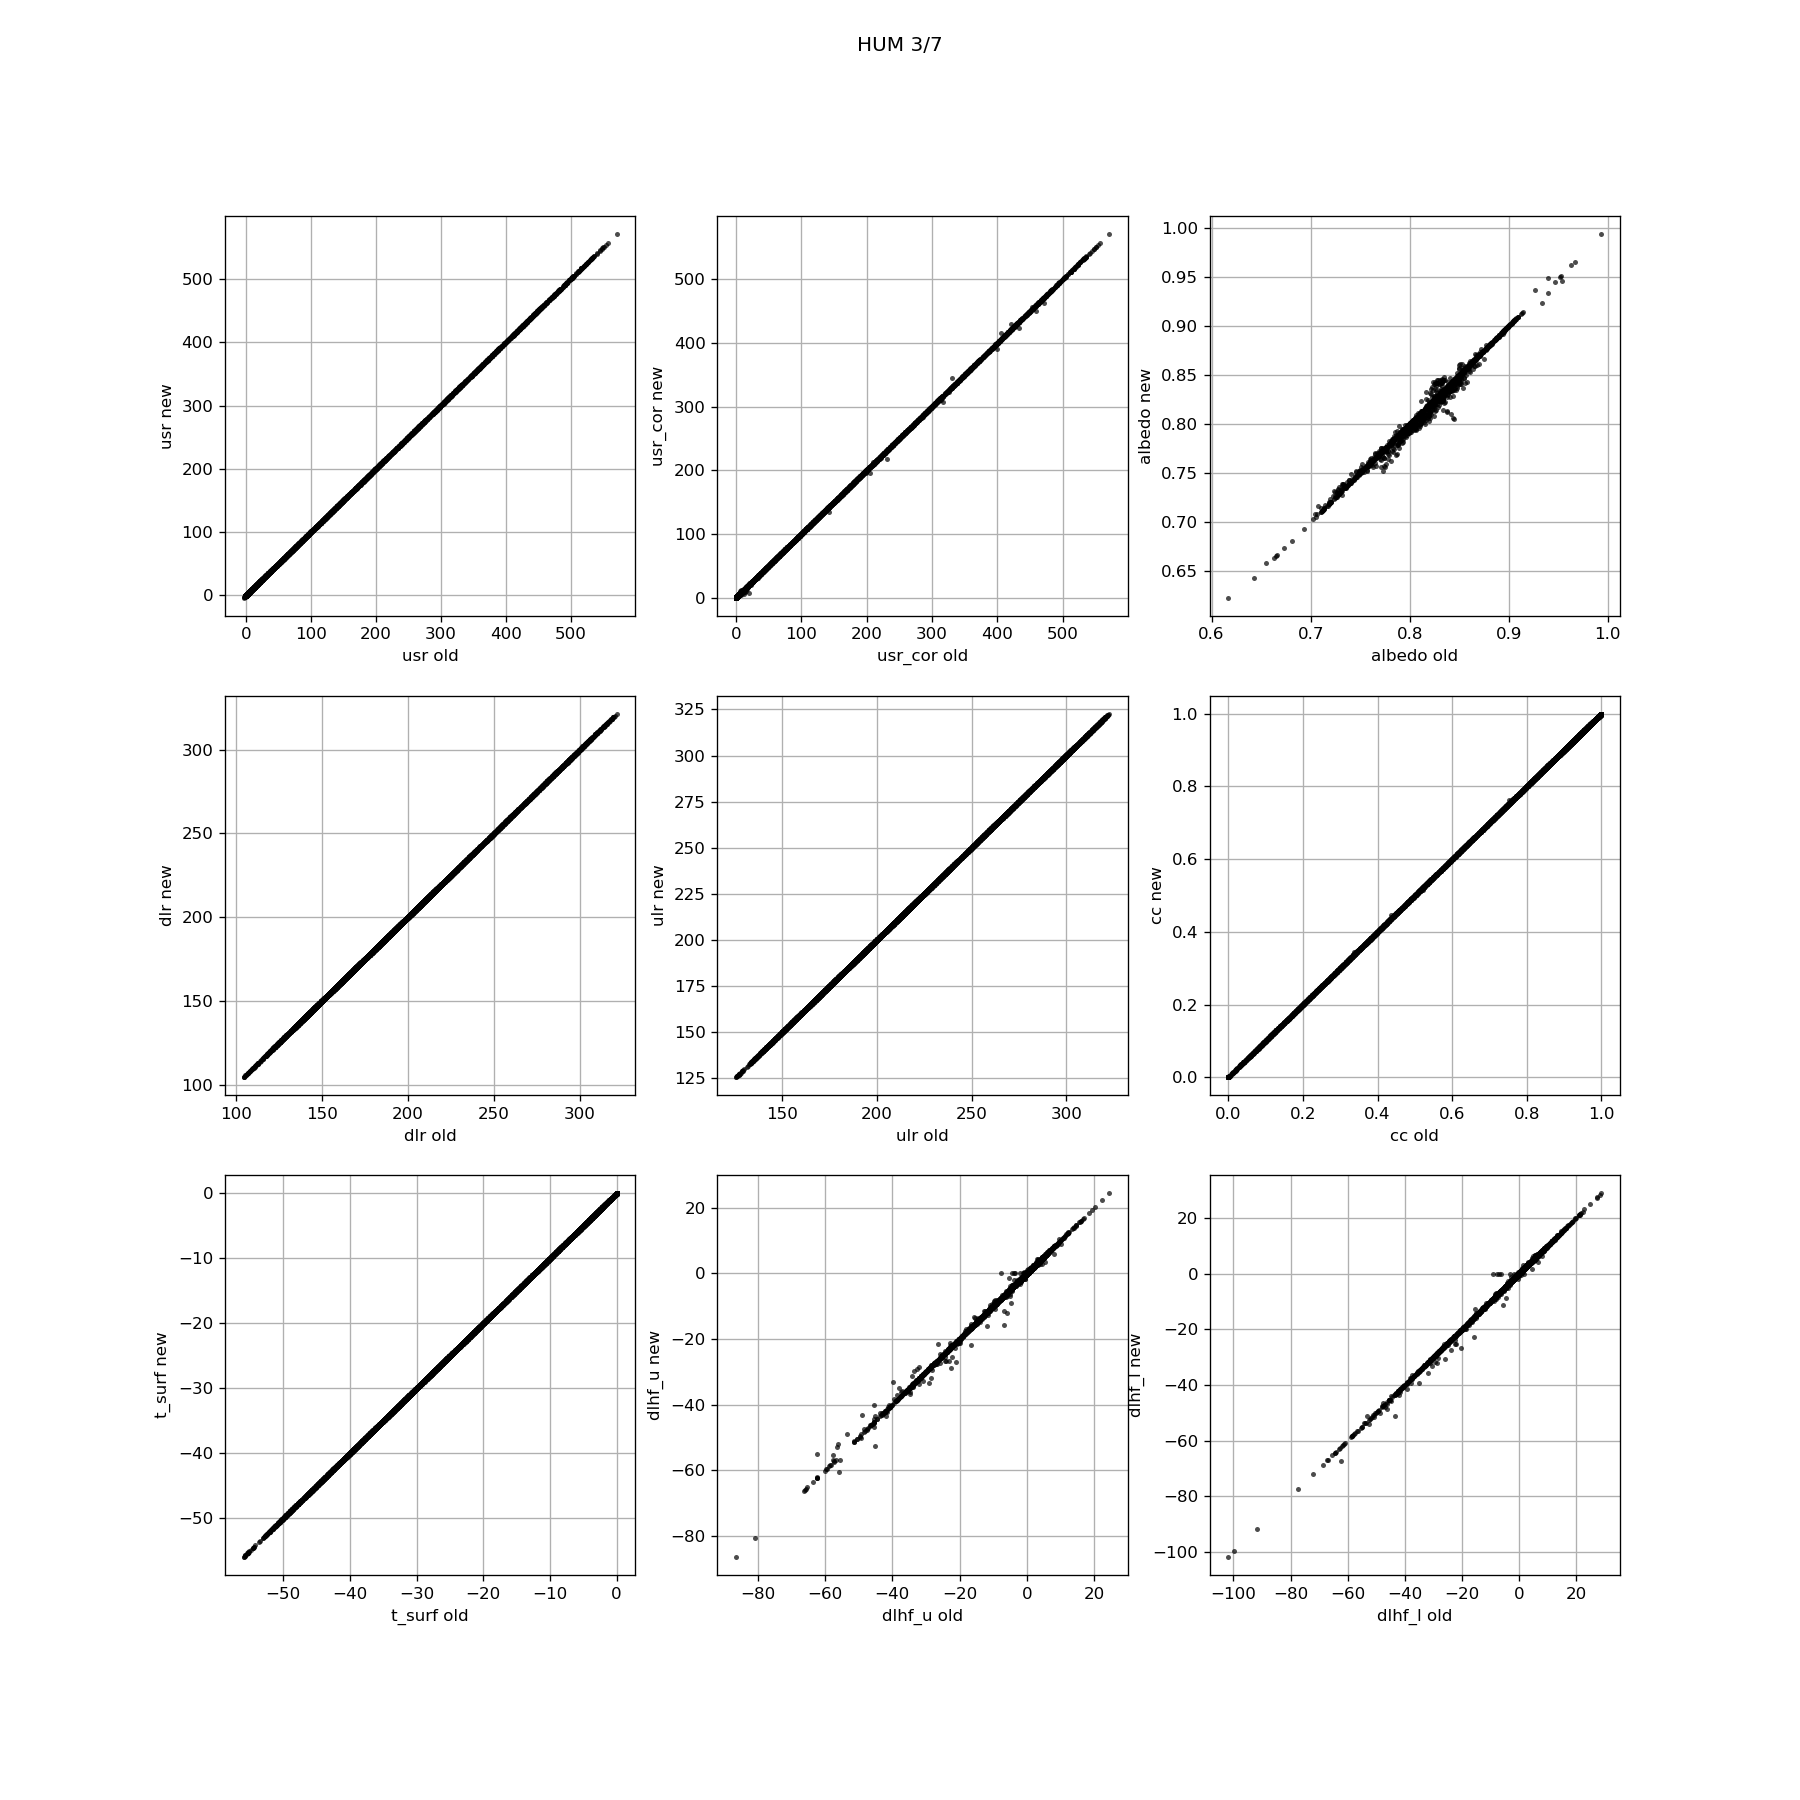 HUM 3/7
500
400
300
200
100
0
usr new
0 100 200 300 400 500
usr old
500
400
300
200
100
0
usr_cor new
0 100 200 300 400 500
usr_cor old
1.00
0.95
0.90
0.85
0.80
0.75
0.70
0.65
albedo new
0.6 0.7 0.8 0.9 1.0
albedo old
300
250
200
150
100
dlr new
100 150 200 250 300
dlr old
325
300
275
250
225
200
175
150
125
ulr new
150 200 250 300
ulr old
1.0
0.8
0.6
0.4
0.2
0.0
cc new
0.0 0.2 0.4 0.6 0.8 1.0
cc old
0
−10
−20
−30
−40
−50
t_surf new
−50 −40 −30 −20 −10 0
t_surf old
20
0
−20
−40
−60
−80
dlhf_u new
−80 −60 −40 −20 0 20
dlhf_u old
20
0
−20
−40
−60
−80
−100
dlhf_l new
−100 −80 −60 −40 −20 0 20
dlhf_l old